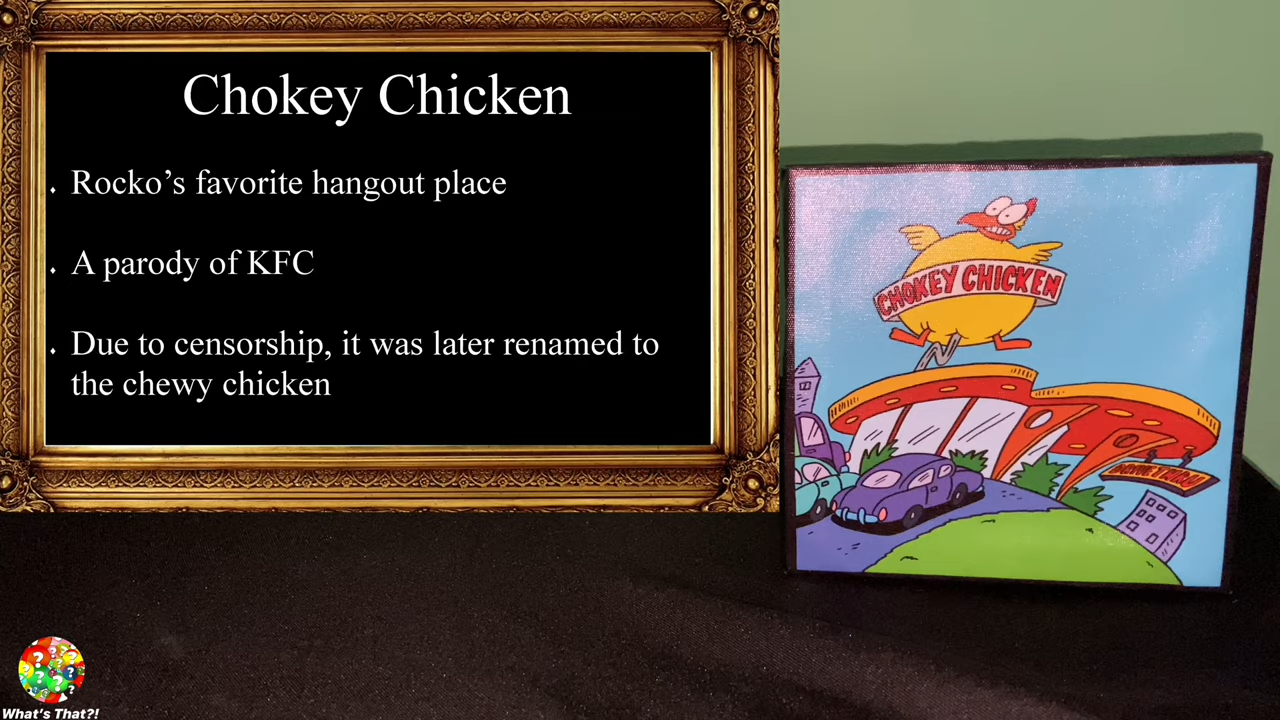 Chokey Chicken
Rocko’s favorite hangout place
A parody of KFC
Due to censorship, it was later renamed to
the chewy chicken
CHOKEY CHICKEN
What's That?!